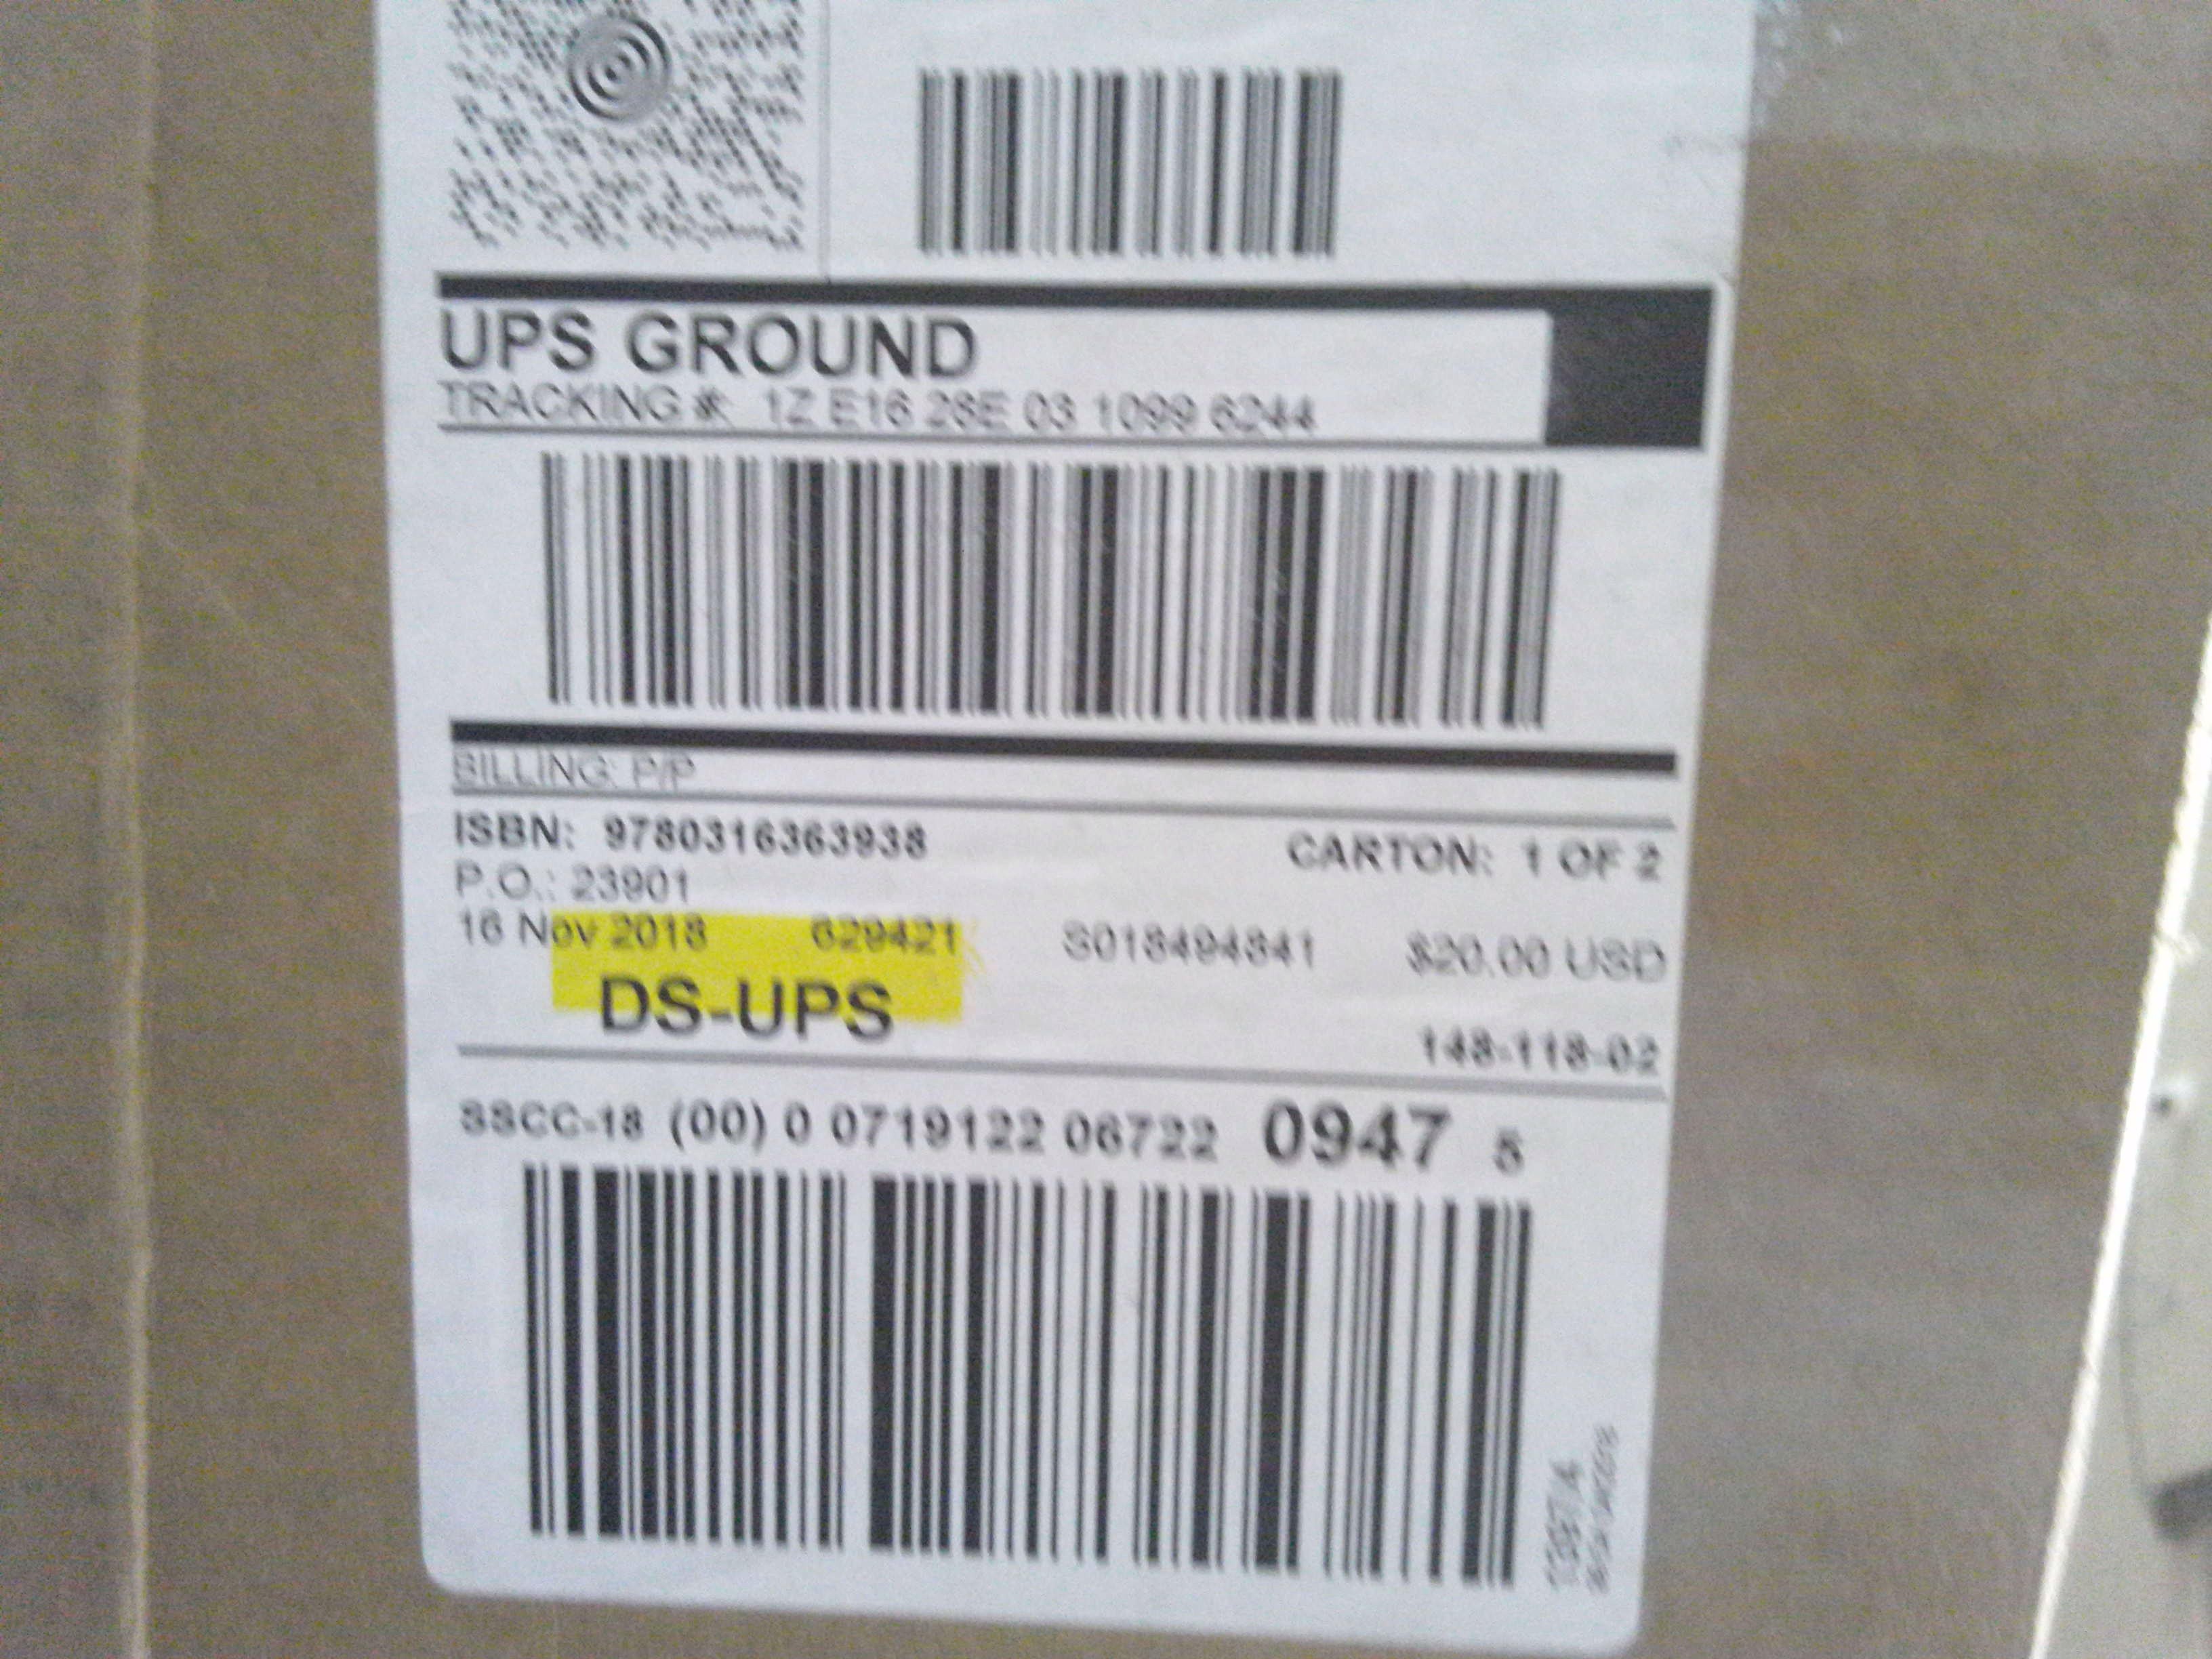 UPS GROUND
TRACKING #: 1Z E16 28E 03 1099 6244
BILLING: P/P
ISBN: 9780316363938 CARTON: 1 OF 2
P.O.: 23901
16 Nov 2018 629421 S018494841 $20.00 USD
DS-UPS
148-118-02
SSCC-18 (00) 0 0719122 06722 0947 5